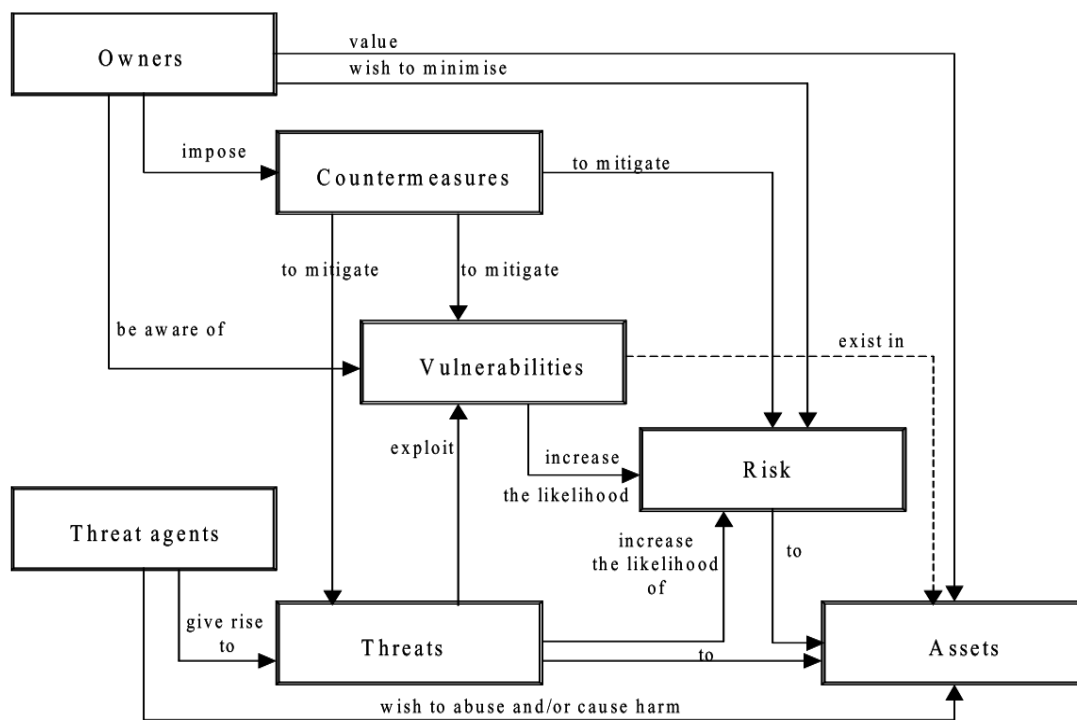 Owners
value
wish to minimise
impose
Countermeasures
to mitigate
to mitigate
to mitigate
be aware of
Vulnerabilities
exist in
exploit
increase
the likelihood
Risk
Threat agents
increase
the likelihood
of
to
give rise
to
Threats
to
Assets
wish to abuse and/or cause harm